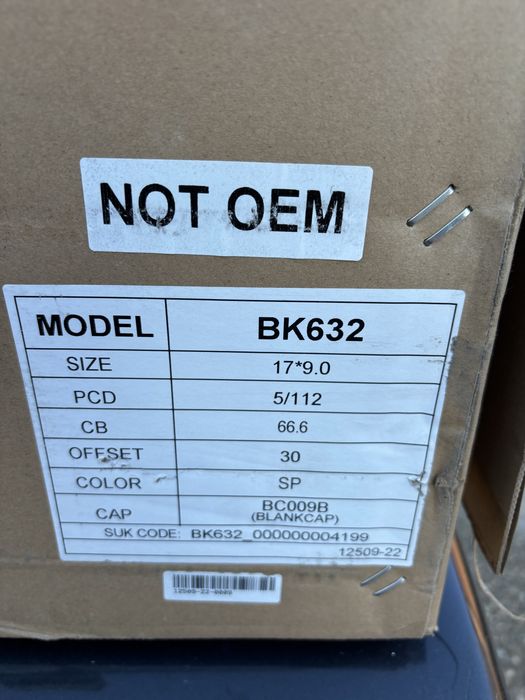 NOT OEM
MODEL BK632
SIZE 17*9.0
PCD 5/112
CB 66.6
OFFSET 30
COLOR SP
CAP BC009B
(BLANKCAP)
SUK CODE: BK632_000000004199
12509-22
12509-22-0009